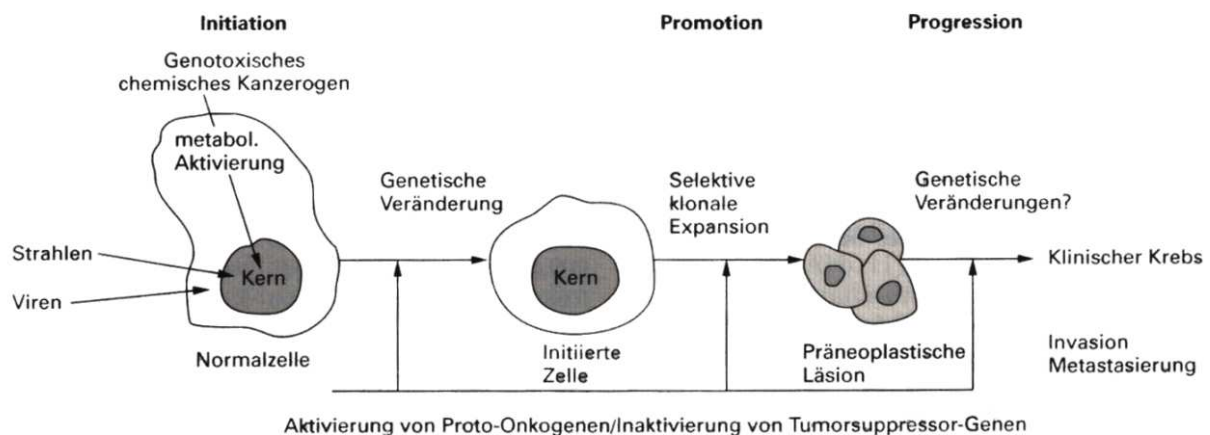 Initiation
Promotion
Progression
Genotoxisches
chemisches Kanzerogen
metabol.
Aktivierung
Genetische
Veränderung
Selektive
klonale
Expansion
Genetische
Veränderungen?
Strahlen
Kern
Kern
Klinischer Krebs
Viren
Normalzelle
Initiierte
Zelle
Präneoplastische
Läsion
Invasion
Metastasierung
Aktivierung von Proto-Onkogenen/Inaktivierung von Tumorsuppressor-Genen